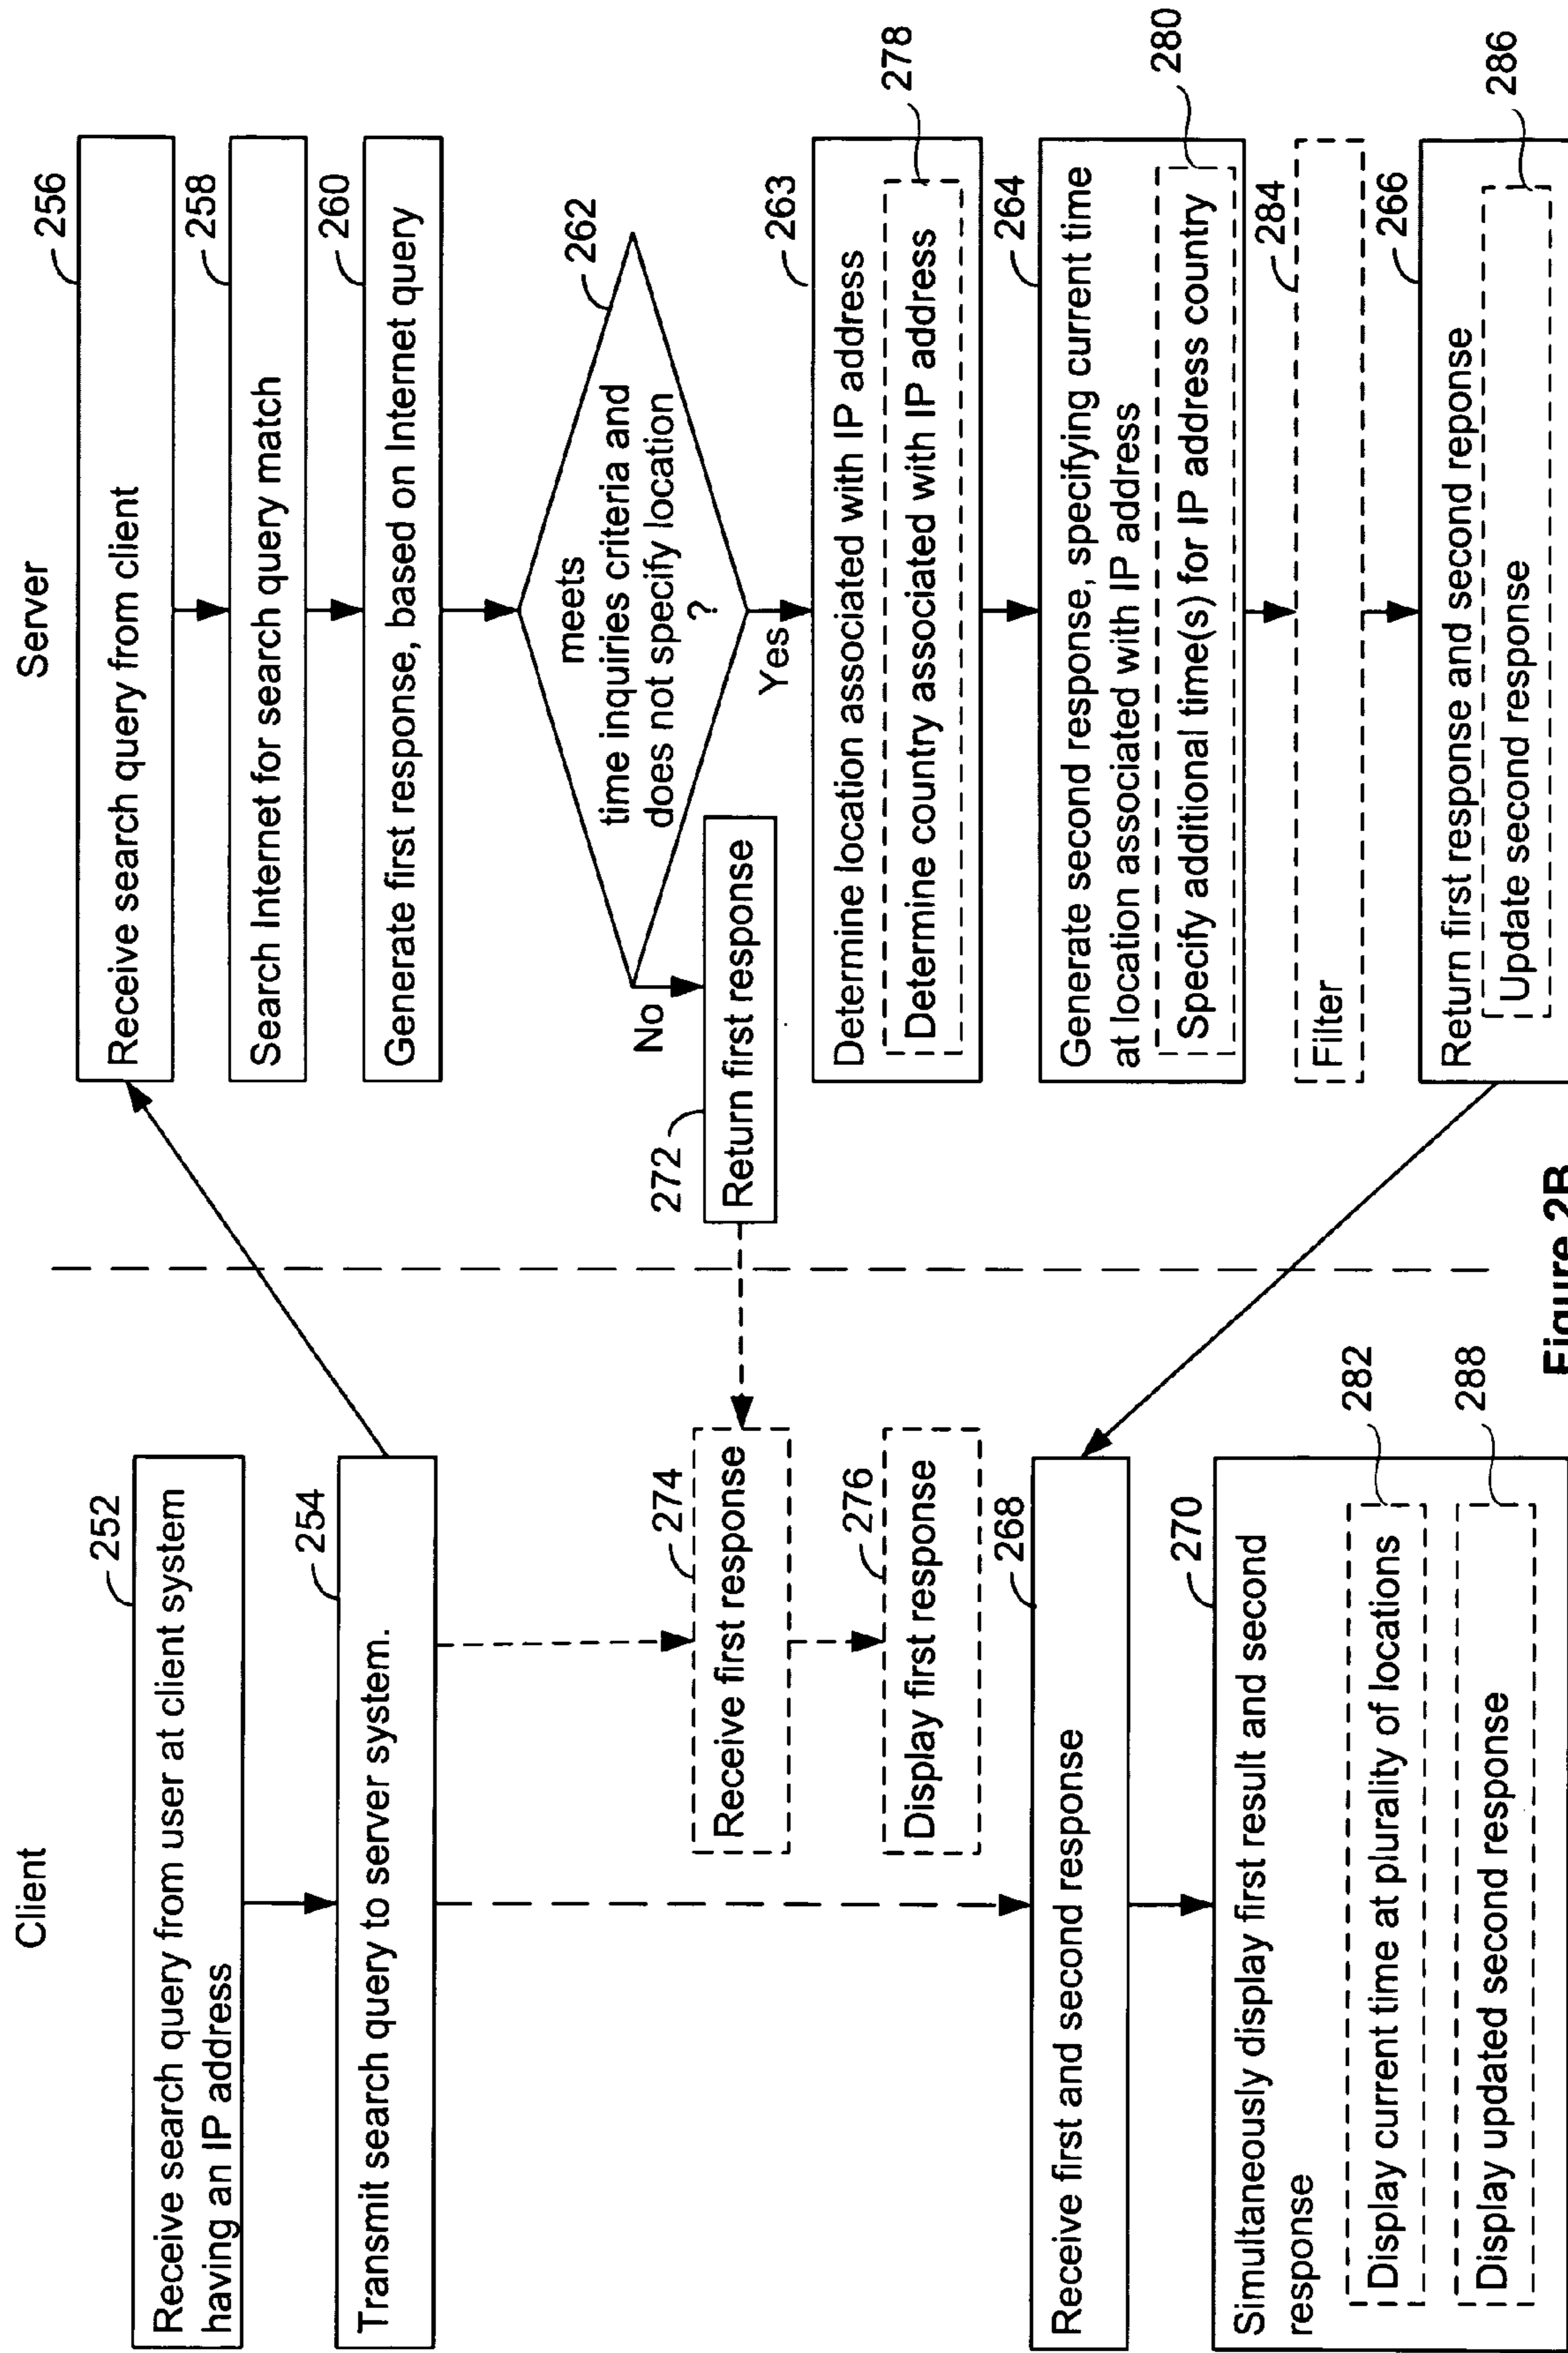 Client
252
Receive search query from user at client system
having an IP address
254
Transmit search query to server system.
274
Receive first response
276
Display first response
268
Receive first and second response
270
Simultaneously display first result and second
response
282
Display current time at plurality of locations
288
Display updated second response
Server
256
Receive search query from client
258
Search Internet for search query match
260
Generate first response, based on Internet query
262
meets
time inquiries criteria and
does not specify location
?
No
Yes
272
Return first response
263
Determine location associated with IP address
278
Determine country associated with IP address
264
Generate second response, specifying current time
at location associated with IP address
280
Specify additional time(s) for IP address country
284
Filter
266
Return first response and second reponse
286
Update second response
Figure 2B